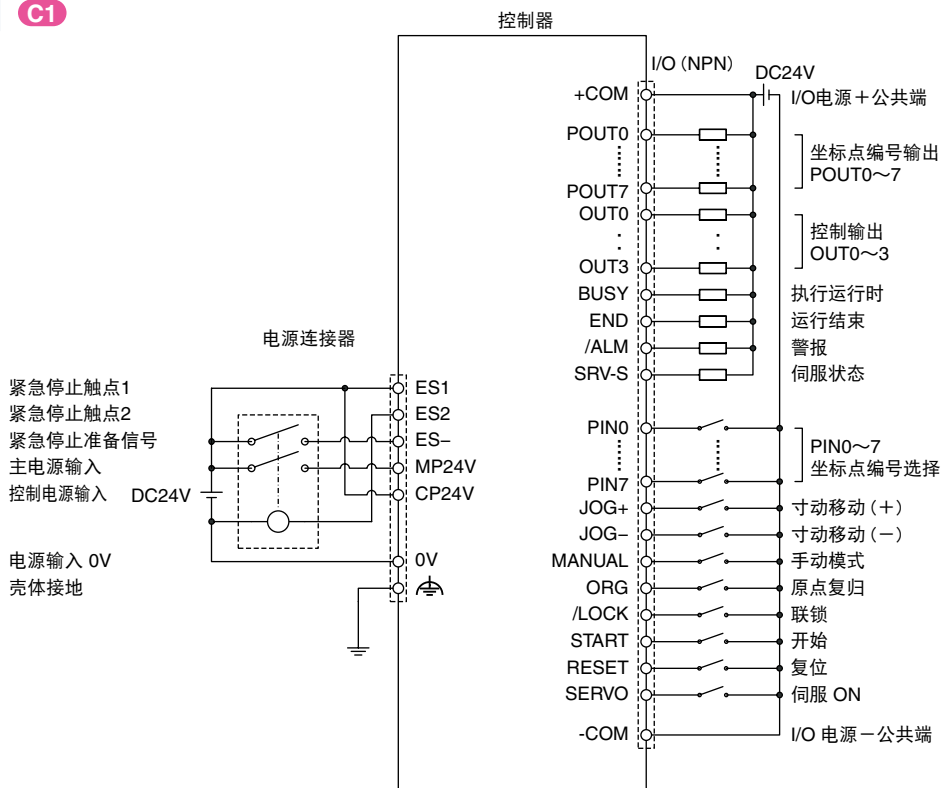 C1
控制器
I/O (NPN)
DC24V
+COM
I/O电源＋公共端
POUT0
坐标点编号输出
POUT0～7
POUT7
OUT0
控制输出
OUT0～3
OUT3
BUSY
执行运行时
END
运行结束
/ALM
警报
SRV-S
伺服状态
电源连接器
紧急停止触点1
ES1
紧急停止触点2
ES2
紧急停止准备信号
ES−
主电源输入
MP24V
控制电源输入
DC24V
CP24V
电源输入 0V
0V
壳体接地
PIN0
PIN0～7
坐标点编号选择
PIN7
JOG+
寸动移动（＋）
JOG−
寸动移动（－）
MANUAL
手动模式
ORG
原点复归
/LOCK
联锁
START
开始
RESET
复位
SERVO
伺服 ON
-COM
I/O 电源－公共端